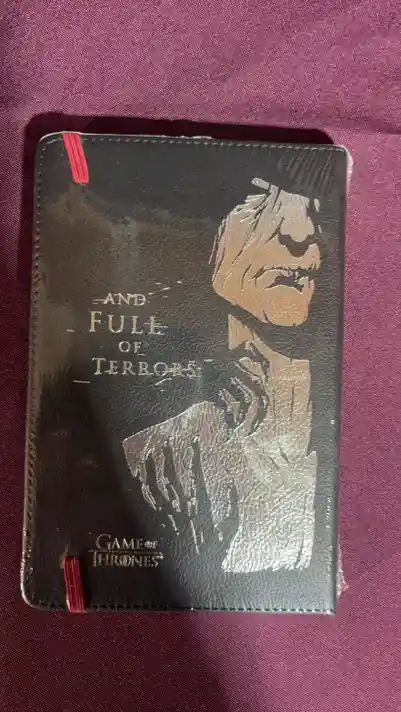 AND
FULL
OF
TERRORS
GAME OF
THRONES